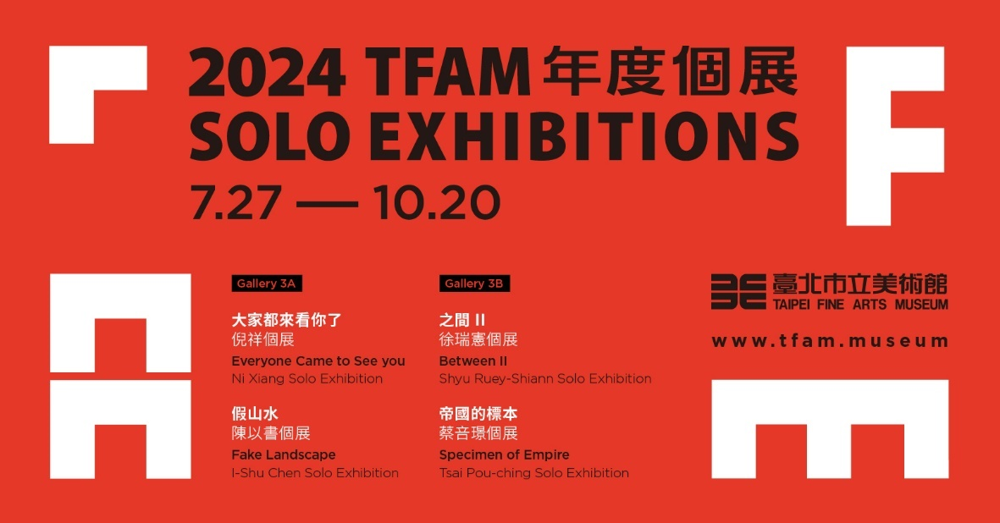 2024 TFAM 年度個展
SOLO EXHIBITIONS
7.27 — 10.20
Gallery 3A
大家都來看你了
倪祥個展
Everyone Came to See you
Ni Xiang Solo Exhibition
假山水
陳以書個展
Fake Landscape
I-Shu Chen Solo Exhibition
Gallery 3B
之間 II
徐瑞憲個展
Between II
Shyu Ruey-Shiann Solo Exhibition
帝國的標本
蔡咅璟個展
Specimen of Empire
Tsai Pou-ching Solo Exhibition
臺北市立美術館
TAIPEI FINE ARTS MUSEUM
www.tfam.museum